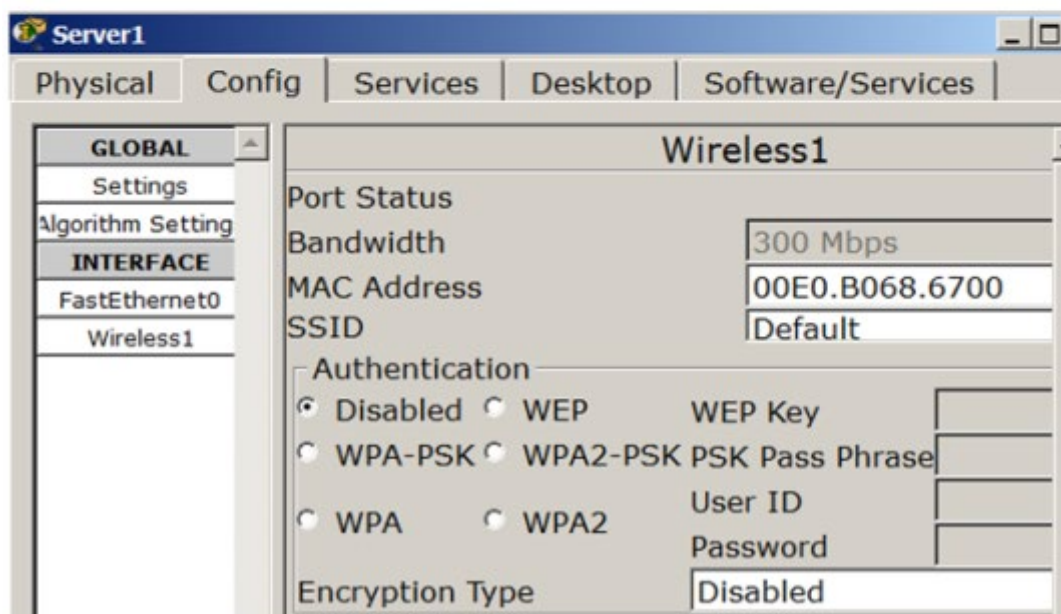 Server1
Physical Config Services Desktop Software/Services
GLOBAL
Settings
Algorithm Setting
INTERFACE
FastEthernet0
Wireless1
Wireless1
Port Status
Bandwidth 300 Mbps
MAC Address 00E0.B068.6700
SSID Default
Authentication
Disabled WEP WEP Key
WPA-PSK WPA2-PSK PSK Pass Phrase
User ID
WPA WPA2
Password
Encryption Type Disabled